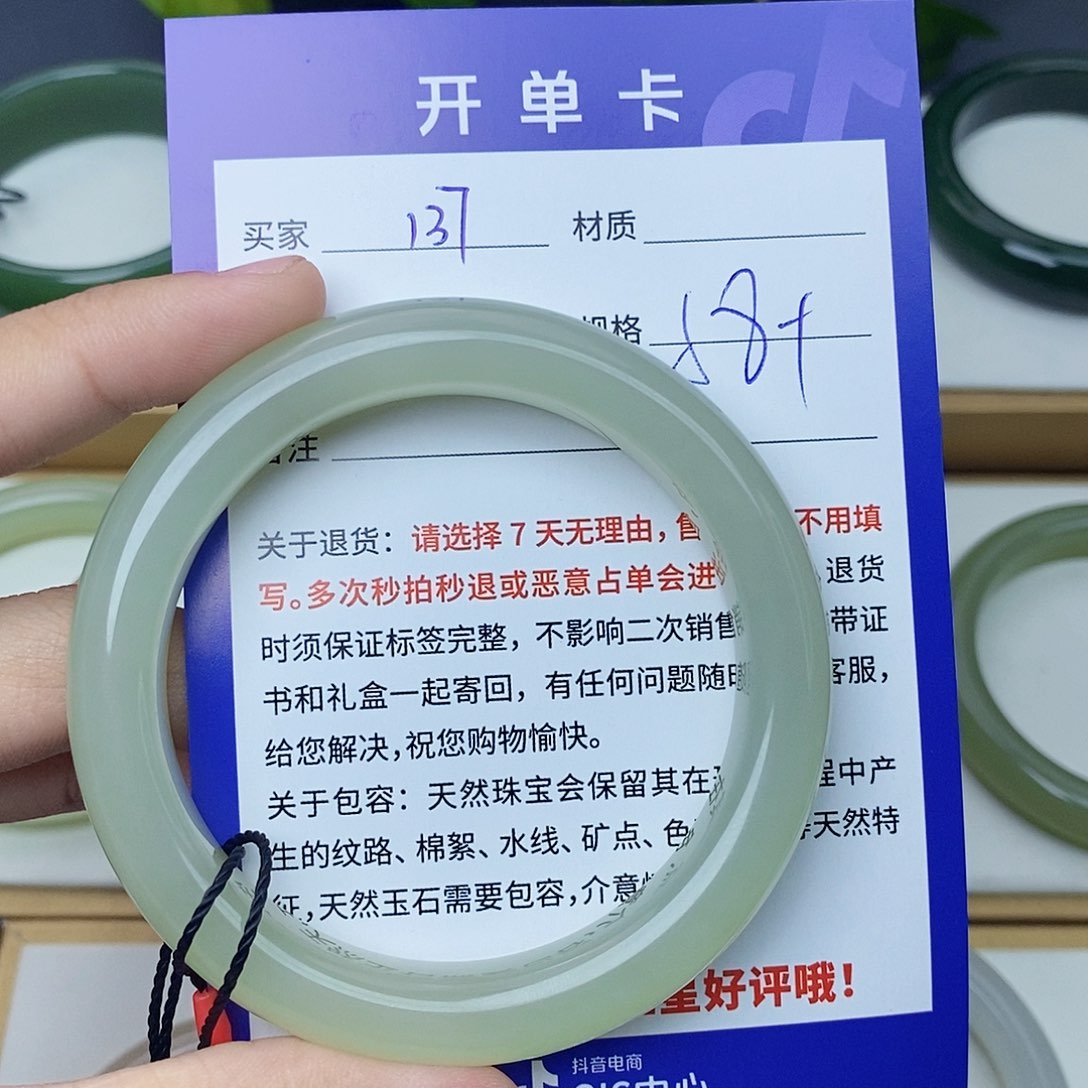 开单卡
买家 137 材质
规格 58+
备注
关于退货：请选择7天无理由，售 不用填
写。多次秒拍秒退或恶意占单会进 退货
时须保证标签完整，不影响二次销售 带证
书和礼盒一起寄回，有任何问题随时 客服，
给您解决，祝您购物愉快。
关于包容：天然珠宝会保留其在 程中产
生的纹路、棉絮、水线、矿点、色 等天然特
征，天然玉石需要包容，介意
星好评哦！
抖音电商
QIC中心